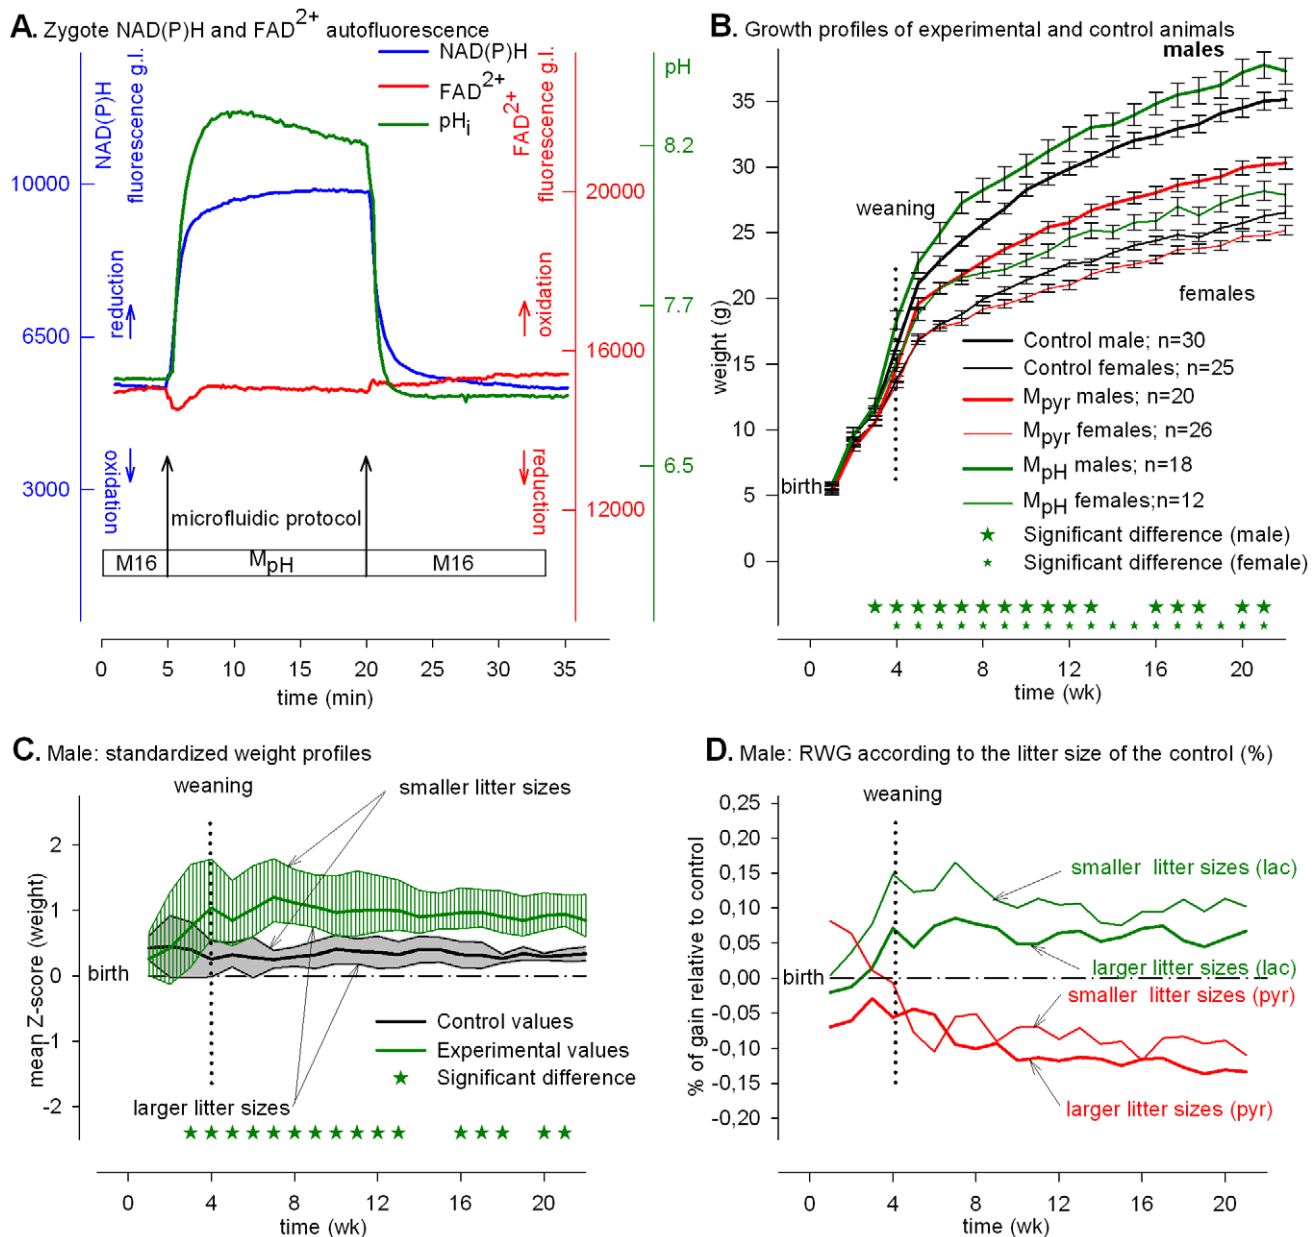 A. Zygote NAD(P)H and FAD2+ autofluorescence
NAD(P)H
FAD2+
pHi
NAD(P)H
fluorescence g.l.
FAD2+
fluorescence g.l.
pH
10000
6500
3000
reduction
oxidation
20000
16000
12000
oxidation
reduction
8.2
7.7
6.5
microfluidic protocol
M16
MpH
M16
0 5 10 15 20 25 30 35
time (min)
B. Growth profiles of experimental and control animals
males
weaning
females
birth
weight (g)
35
30
25
20
15
10
5
0
Control male; n=30
Control females; n=25
Mpyr males; n=20
Mpyr females; n=26
MpH males; n=18
MpH females;n=12
Significant difference (male)
Significant difference (female)
0 4 8 12 16 20
time (wk)
C. Male: standardized weight profiles
weaning
smaller litter sizes
mean Z-score (weight)
2
1
0
-1
-2
birth
Control values
Experimental values
Significant difference
larger litter sizes
0 4 8 12 16 20
time (wk)
D. Male: RWG according to the litter size of the control (%)
weaning
% of gain relative to control
0,25
0,20
0,15
0,10
0,05
0,00
-0,05
-0,10
-0,15
-0,20
birth
smaller litter sizes (lac)
larger litter sizes (lac)
smaller litter sizes (pyr)
larger litter sizes (pyr)
0 4 8 12 16 20
time (wk)